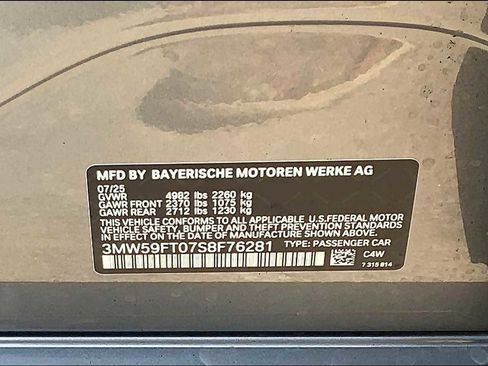 MFD BY BAYERISCHE MOTOREN WERKE AG
07/25
GVWR 4982 lbs 2260 kg
GAWR FRONT 2370 lbs 1075 kg
GAWR REAR 2712 lbs 1230 kg
THIS VEHICLE CONFORMS TO ALL APPLICABLE U.S.FEDERAL MOTOR
VEHICLE SAFETY, BUMPER AND THEFT PREVENTION STANDARDS
IN EFFECT ON THE DATE OF MANUFACTURE SHOWN ABOVE.
3MW59FT07S8F76281 TYPE: PASSENGER CAR
C4W
7 315 814